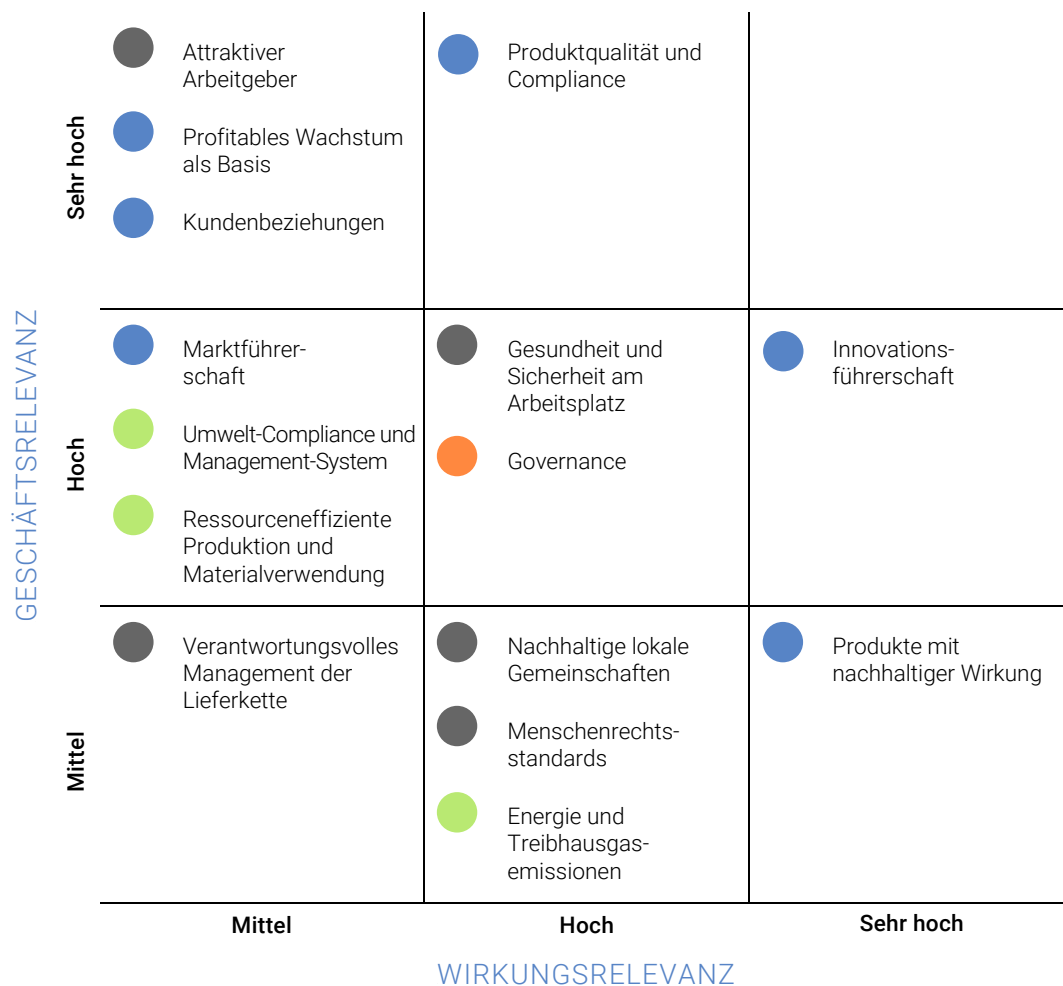 GESCHÄFTSRELEVANZ
Sehr hoch
Attraktiver
Arbeitgeber
Profitables Wachstum
als Basis
Kundenbeziehungen
Produktqualität und
Compliance
Hoch
Marktführer-
schaft
Umwelt-Compliance und
Management-System
Ressourceneffiziente
Produktion und
Materialverwendung
Gesundheit und
Sicherheit am
Arbeitsplatz
Governance
Innovations-
führerschaft
Mittel
Verantwortungsvolles
Management der
Lieferkette
Nachhaltige lokale
Gemeinschaften
Menschenrechts-
standards
Energie und
Treibhausgas-
emissionen
Produkte mit
nachhaltiger Wirkung
Mittel
Hoch
Sehr hoch
WIRKUNGSRELEVANZ